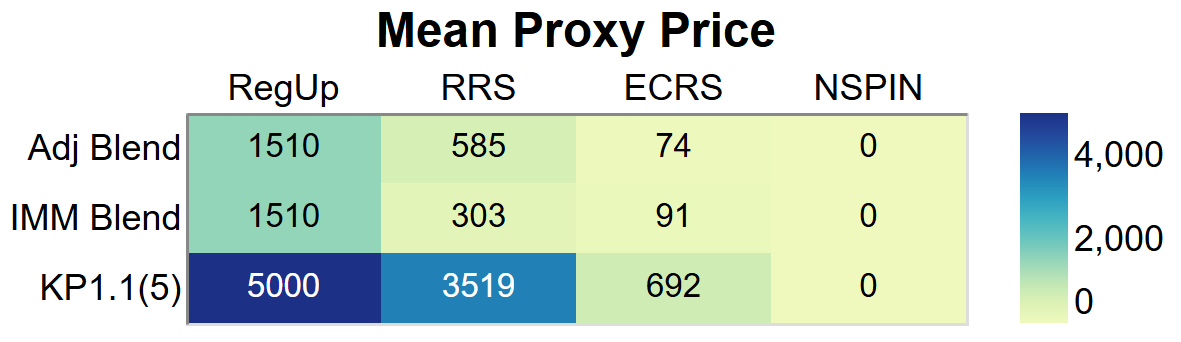 Mean Proxy Price
RegUp RRS ECRS NSPIN
Adj Blend 1510 585 74 0
IMM Blend 1510 303 91 0
KP1.1(5) 5000 3519 692 0
4,000
2,000
0